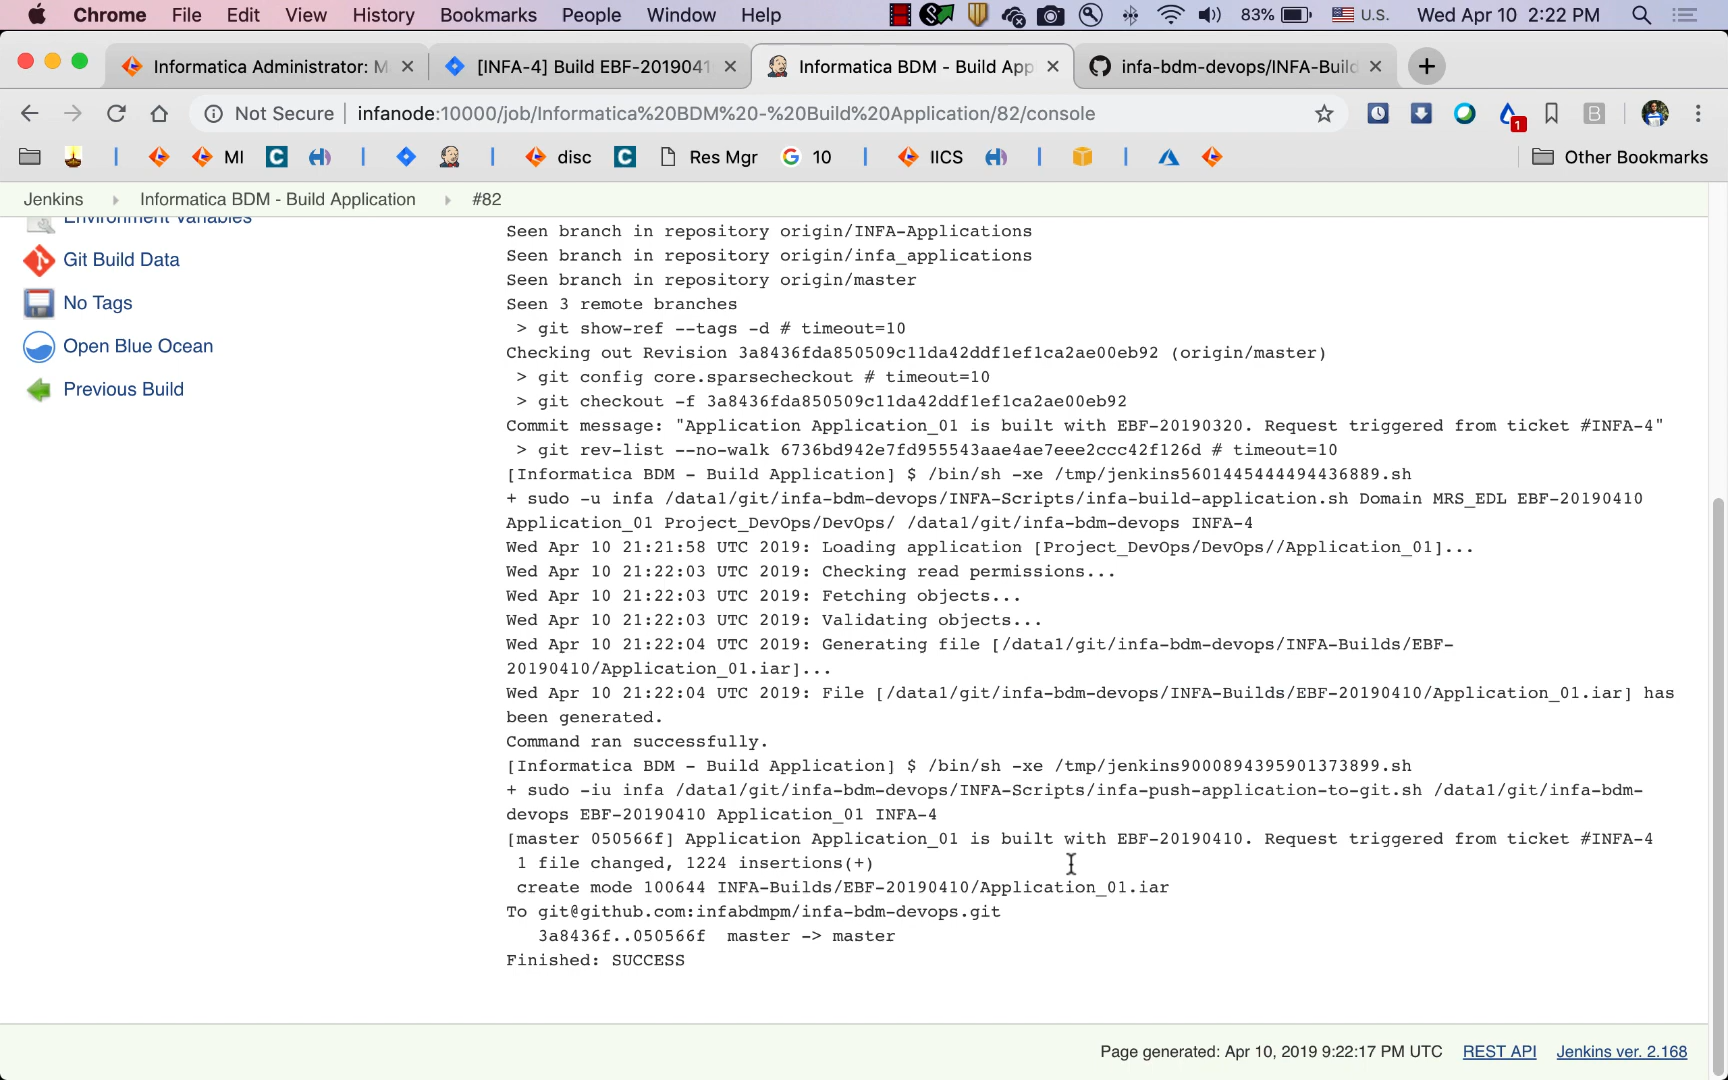 Chrome File Edit View History Bookmarks People Window Help 83% U.S. Wed Apr 10 2:22 PM
Informatica Administrator: M
[INFA-4] Build EBF-2019041
Informatica BDM - Build App
infa-bdm-devops/INFA-Build
Not Secure | infanode:10000/job/Informatica%20BDM%20-%20Build%20Application/82/console
1
MI disc Res Mgr 10 IICS Other Bookmarks
Jenkins Informatica BDM - Build Application #82
Environment Variables
Git Build Data
No Tags
Open Blue Ocean
Previous Build
Seen branch in repository origin/INFA-Applications
Seen branch in repository origin/infa_applications
Seen branch in repository origin/master
Seen 3 remote branches
> git show-ref --tags -d # timeout=10
Checking out Revision 3a8436fda850509c11da42ddf1ef1ca2ae00eb92 (origin/master)
> git config core.sparsecheckout # timeout=10
> git checkout -f 3a8436fda850509c11da42ddf1ef1ca2ae00eb92
Commit message: "Application Application_01 is built with EBF-20190320. Request triggered from ticket #INFA-4"
> git rev-list --no-walk 6736bd942e7fd955543aae4ae7eee2ccc42f126d # timeout=10
[Informatica BDM - Build Application] $ /bin/sh -xe /tmp/jenkins5601445444494436889.sh
+ sudo -u infa /data1/git/infa-bdm-devops/INFA-Scripts/infa-build-application.sh Domain MRS_EDL EBF-20190410
Application_01 Project_DevOps/DevOps/ /data1/git/infa-bdm-devops INFA-4
Wed Apr 10 21:21:58 UTC 2019: Loading application [Project_DevOps/DevOps//Application_01]...
Wed Apr 10 21:22:03 UTC 2019: Checking read permissions...
Wed Apr 10 21:22:03 UTC 2019: Fetching objects...
Wed Apr 10 21:22:03 UTC 2019: Validating objects...
Wed Apr 10 21:22:04 UTC 2019: Generating file [/data1/git/infa-bdm-devops/INFA-Builds/EBF-
20190410/Application_01.iar]...
Wed Apr 10 21:22:04 UTC 2019: File [/data1/git/infa-bdm-devops/INFA-Builds/EBF-20190410/Application_01.iar] has
been generated.
Command ran successfully.
[Informatica BDM - Build Application] $ /bin/sh -xe /tmp/jenkins9000894395901373899.sh
+ sudo -iu infa /data1/git/infa-bdm-devops/INFA-Scripts/infa-push-application-to-git.sh /data1/git/infa-bdm-
devops EBF-20190410 Application_01 INFA-4
[master 050566f] Application Application_01 is built with EBF-20190410. Request triggered from ticket #INFA-4
1 file changed, 1224 insertions(+)
create mode 100644 INFA-Builds/EBF-20190410/Application_01.iar
To git@github.com:infabdmpm/infa-bdm-devops.git
3a8436f..050566f master -> master
Finished: SUCCESS
Page generated: Apr 10, 2019 9:22:17 PM UTC REST API Jenkins ver. 2.168